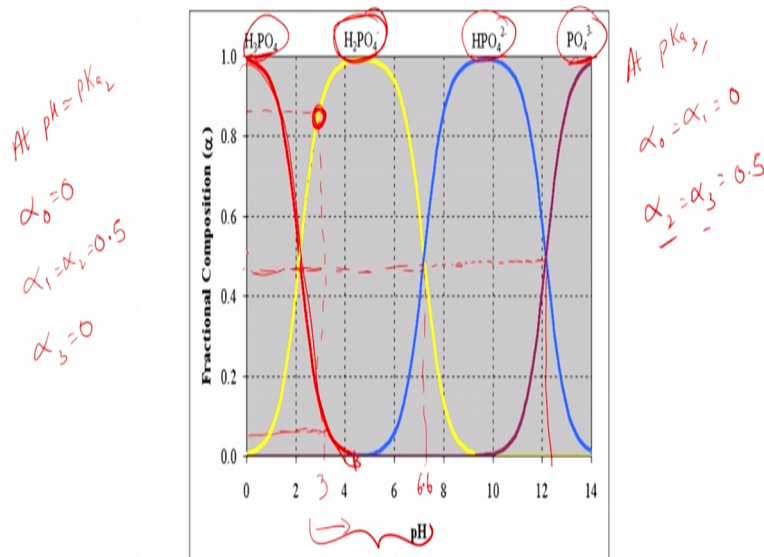 H₃PO₄ H₂PO₄⁻ HPO₄²⁻ PO₄³⁻
At pH = pKa₂
α₀ = 0
α₁ = α₂ = 0.5
α₃ = 0
At pKa₃,
α₀ = α₁ = 0
α₂ = α₃ = 0.5
Fractional Composition (α)
1.0
0.8
0.6
0.4
0.2
0.0
0 2 3 4 6 6.6 8 10 12 14
pH